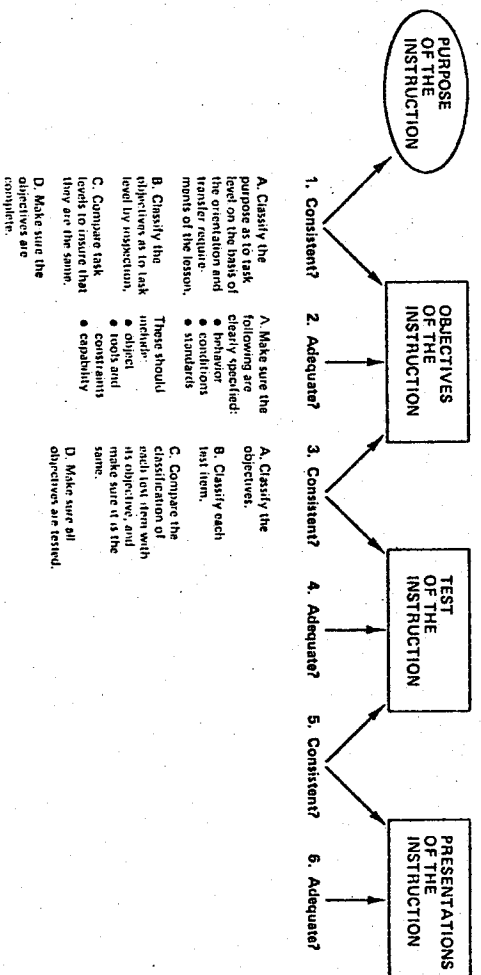 PURPOSE
OF THE
INSTRUCTION
OBJECTIVES
OF THE
INSTRUCTION
TEST
OF THE
INSTRUCTION
PRESENTATIONS
OF THE
INSTRUCTION
1. Consistent?
2. Adequate?
3. Consistent?
4. Adequate?
5. Consistent?
6. Adequate?
A. Classify the
purpose as to task
level on the basis of
the orientation and
transfer require-
ments of the lesson.
B. Classify the
objectives as to task
level by inspection.
C. Compare task
levels to insure that
they are the same.
D. Make sure the
objectives are
complete.
A. Make sure the
following are
clearly specified:
• behavior
• conditions
• standards
These should
include:
• object
• tools and
constraints
• capability
A. Classify the
objectives.
B. Classify each
test item.
C. Compare the
classification of
each test item with
its objective, and
make sure it is the
same.
D. Make sure all
objectives are tested.